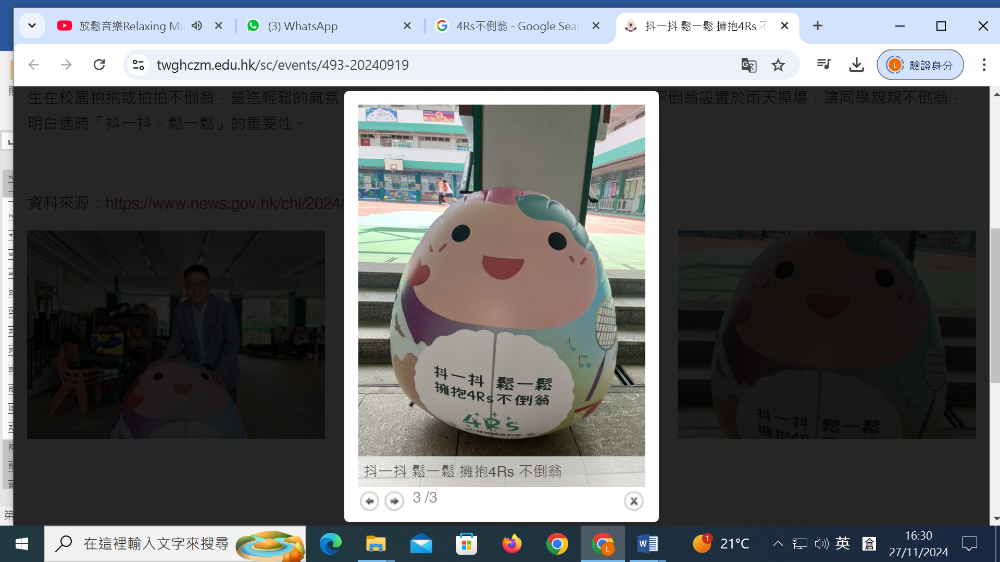 放鬆音樂Relaxing Mu
(3) WhatsApp
4Rs不倒翁 - Google Sear
抖一抖 鬆一鬆 擁抱4Rs 不
twghczm.edu.hk/sc/events/493-20240919
驗證身分
生在校園抱抱或拍拍不倒翁，營造輕鬆的氣氛
不倒翁設置於雨天操場，讓同學親親不倒翁，
明白適時「抖一抖、鬆一鬆」的重要性。
資料來源：https://www.news.gov.hk/chi/2024/
抖一抖 鬆一鬆
擁抱4Rs不倒翁
4Rs
抖一抖 鬆一鬆
抖一抖 鬆一鬆 擁抱4Rs 不倒翁
3 /3
第
在這裡輸入文字來搜尋
L
1
21°C
英
倉
16:30
27/11/2024